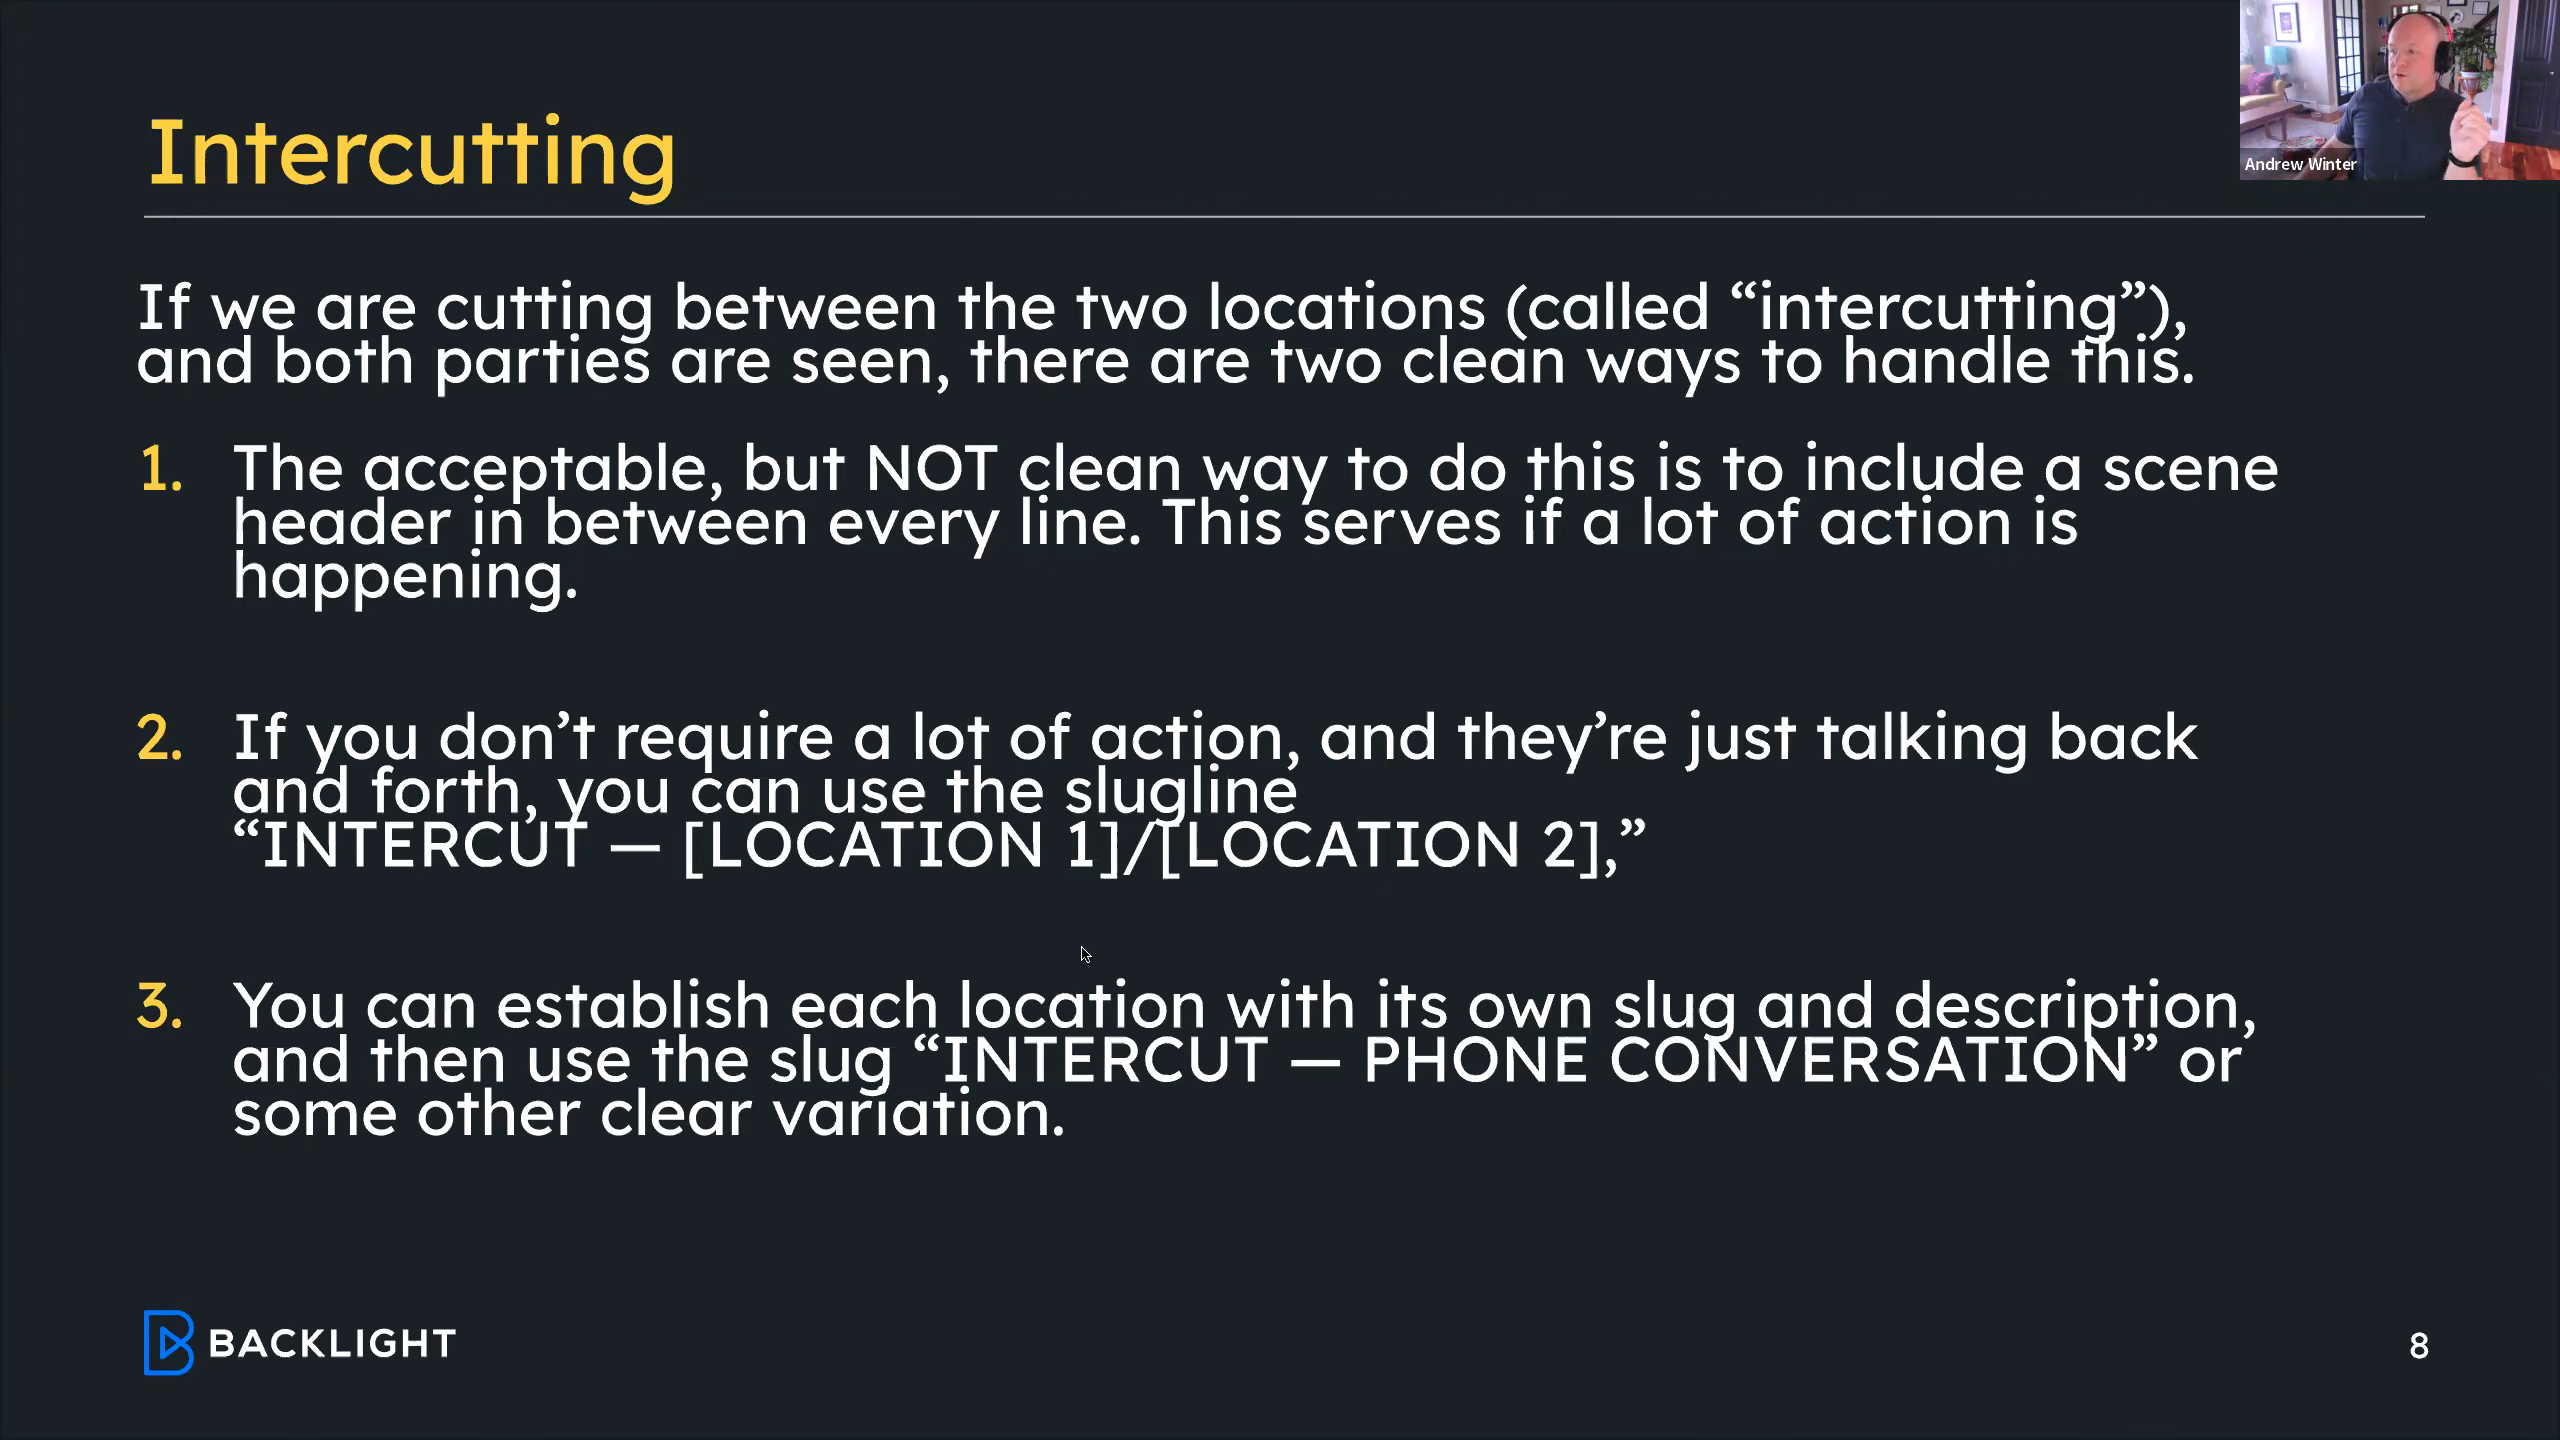 Andrew Winter
Intercutting
If we are cutting between the two locations (called “intercutting”),
and both parties are seen, there are two clean ways to handle this.
1. The acceptable, but NOT clean way to do this is to include a scene
header in between every line. This serves if a lot of action is
happening.
2. If you don’t require a lot of action, and they’re just talking back
and forth, you can use the slugline
“INTERCUT — [LOCATION 1]/[LOCATION 2],”
3. You can establish each location with its own slug and description,
and then use the slug “INTERCUT — PHONE CONVERSATION” or
some other clear variation.
BACKLIGHT
8